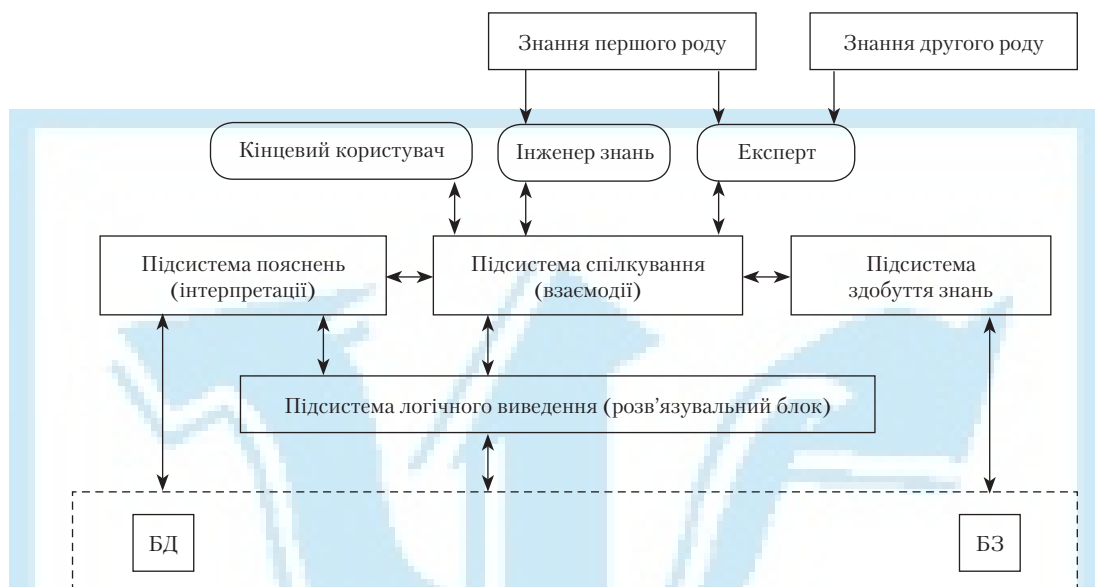 Знання першого роду
Знання другого роду
Кінцевий користувач
Інженер знань
Експерт
Підсистема пояснень
(інтерпретації)
Підсистема спілкування
(взаємодії)
Підсистема
здобуття знань
Підсистема логічного виведення (розв’язувальний блок)
БД
БЗ